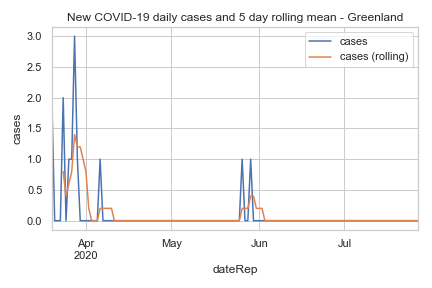 New COVID-19 daily cases and 5 day rolling mean - Greenland
cases
cases (rolling)
3.0
2.5
2.0
1.5
1.0
0.5
0.0
cases
Apr
2020
May
Jun
Jul
dateRep